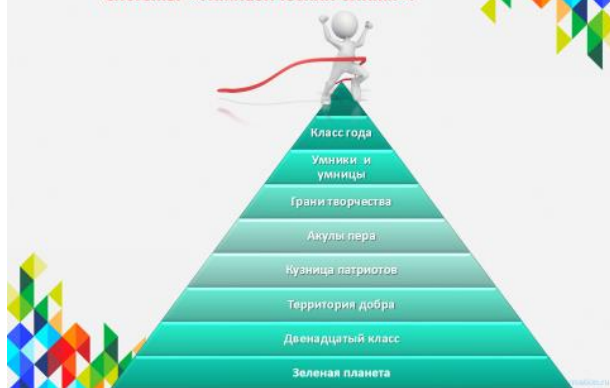 Класс года
Умники и
умницы
Грани творчества
Акулы пера
Кузница патриотов
Территория добра
Двенадцатый класс
Зеленая планета